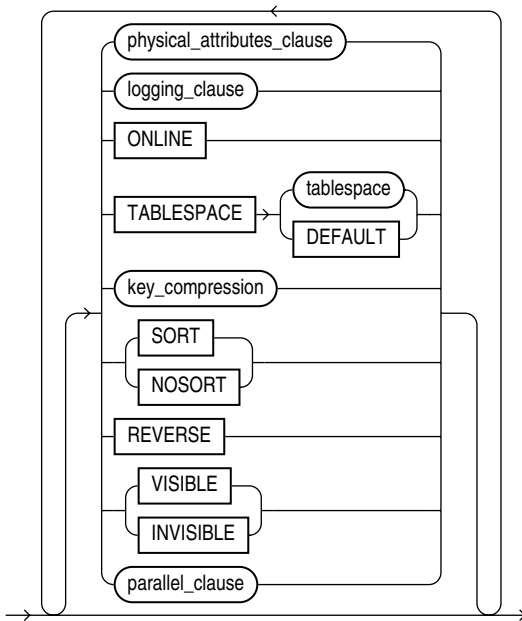 physical_attributes_clause
logging_clause
ONLINE
tablespace
TABLESPACE
DEFAULT
key_compression
SORT
NOSORT
REVERSE
VISIBLE
INVISIBLE
parallel_clause